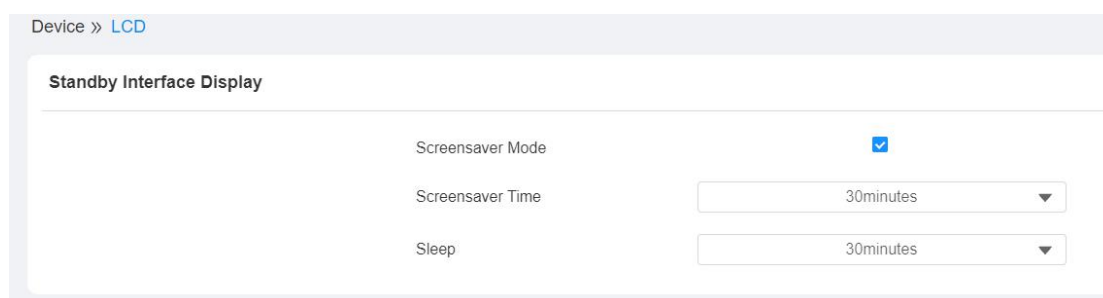 Device » LCD
Standby Interface Display
Screensaver Mode
Screensaver Time 30minutes
Sleep 30minutes